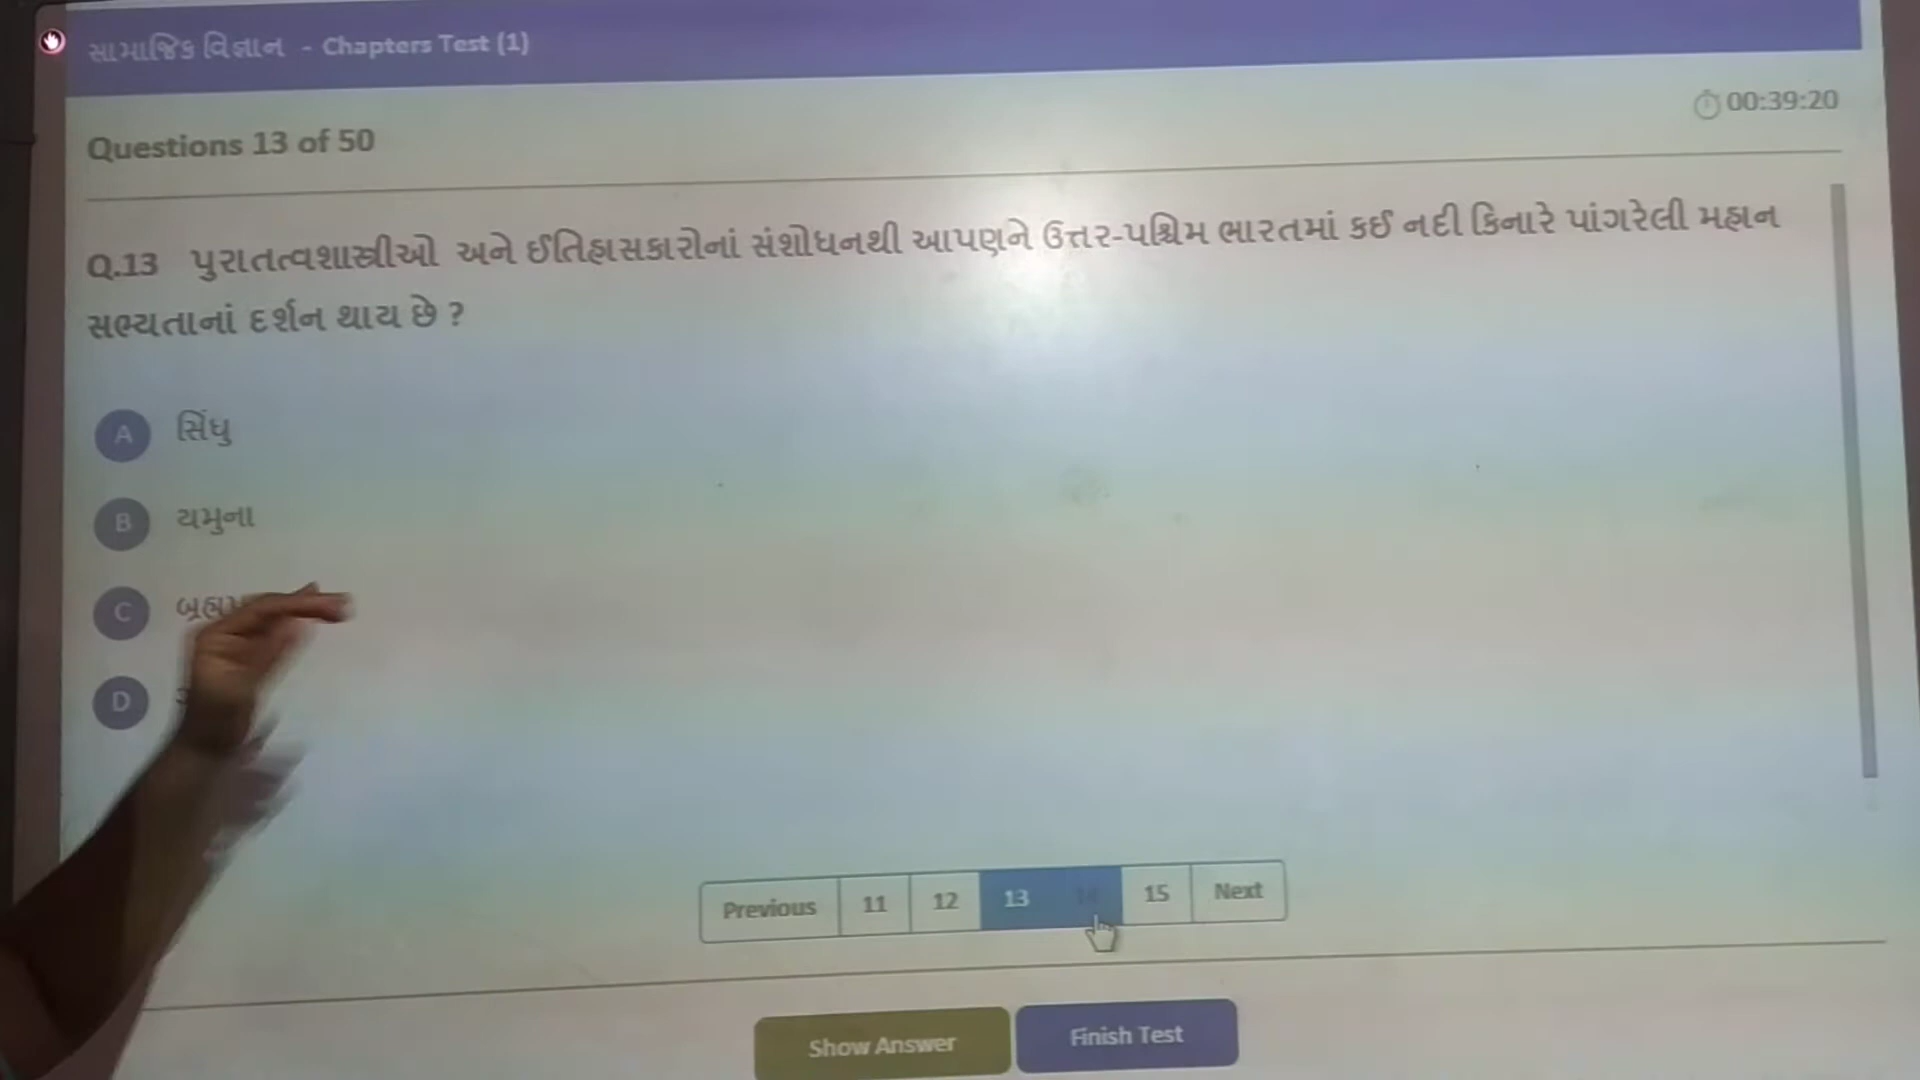 સામાજિક વિજ્ઞાન - Chapters Test (1)
00:39:20
Questions 13 of 50
Q.13 પુરાતત્વશાસ્ત્રીઓ અને ઈતિહાસકારોનાં સંશોધનથી આપણને ઉત્તર-પશ્ચિમ ભારતમાં કઈ નદી કિનારે પાંગરેલી મહાન
સભ્યતાનાં દર્શન થાય છે ?
A સિંધુ
B યમુના
C
D
Previous 11 12 13 14 15 Next
Show Answer Finish Test